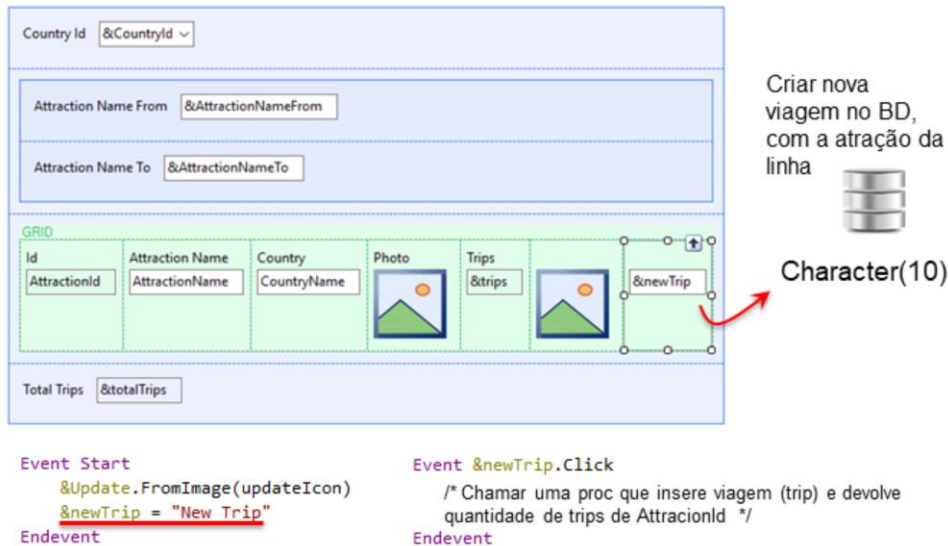 Country Id &CountryId
Attraction Name From &AttractionNameFrom
Attraction Name To &AttractionNameTo
GRID
Id Attraction Name Country Photo Trips
AttractionId AttractionName CountryName &trips &newTrip
Total Trips &totalTrips
Criar nova
viagem no BD,
com a atração da
linha
Character(10)
Event Start
&Update.FromImage(updateIcon)
&newTrip = "New Trip"
Endevent
Event &newTrip.Click
/* Chamar uma proc que insere viagem (trip) e devolve
quantidade de trips de AttracionId */
Endevent